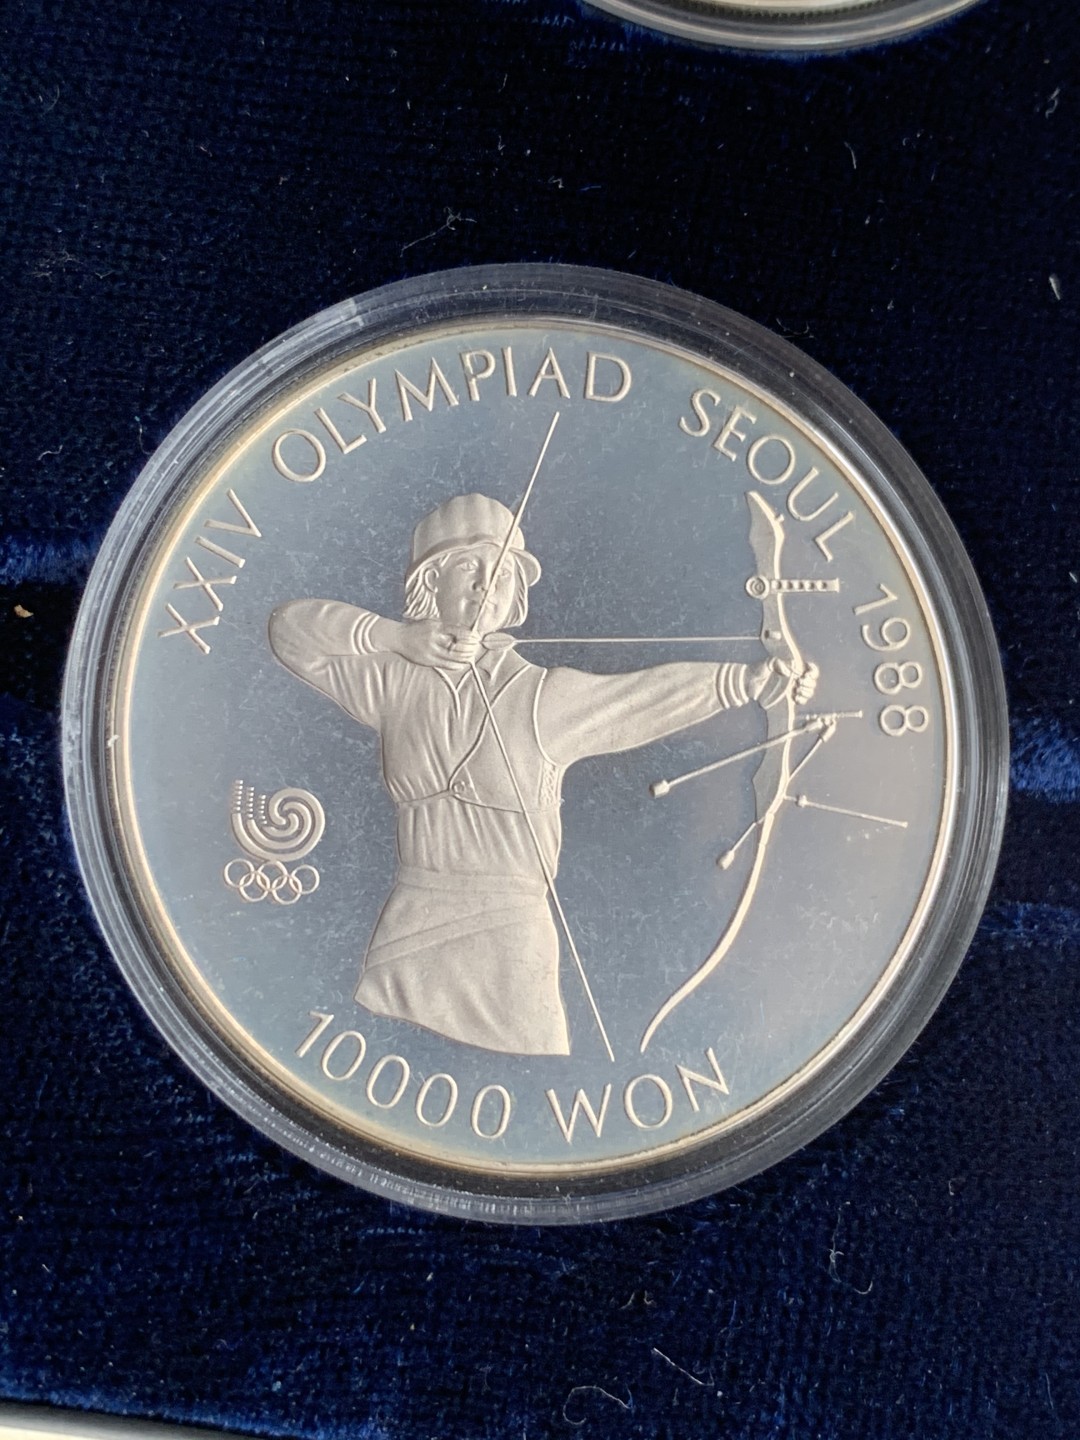 XXIV OLYMPIAD SEOUL 1988
10000 WON